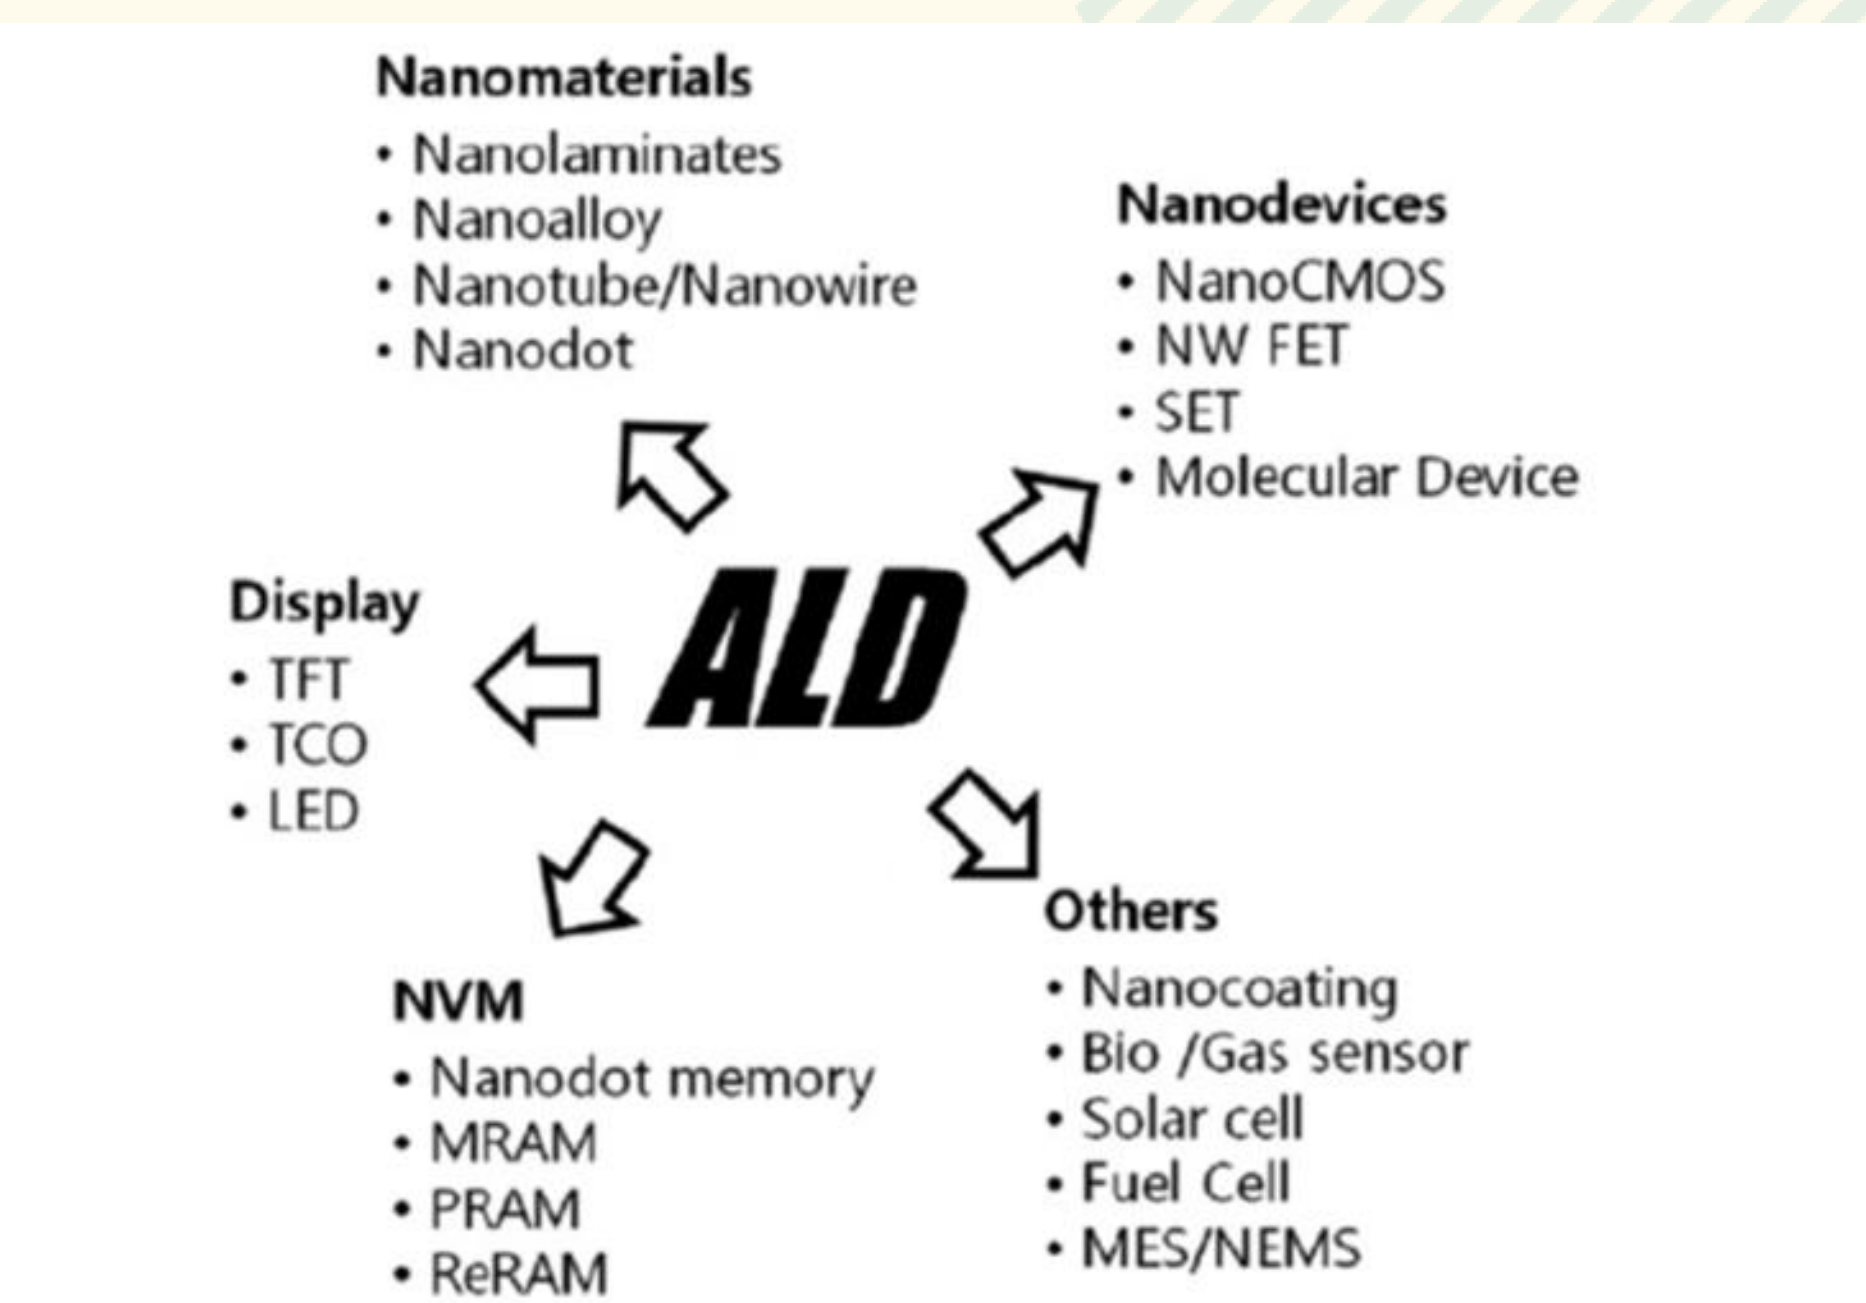 Nanomaterials
• Nanolaminates
• Nanoalloy
• Nanotube/Nanowire
• Nanodot
Nanodevices
• NanoCMOS
• NW FET
• SET
• Molecular Device
ALD
Display
• TFT
• TCO
• LED
NVM
• Nanodot memory
• MRAM
• PRAM
• ReRAM
Others
• Nanocoating
• Bio /Gas sensor
• Solar cell
• Fuel Cell
• MES/NEMS